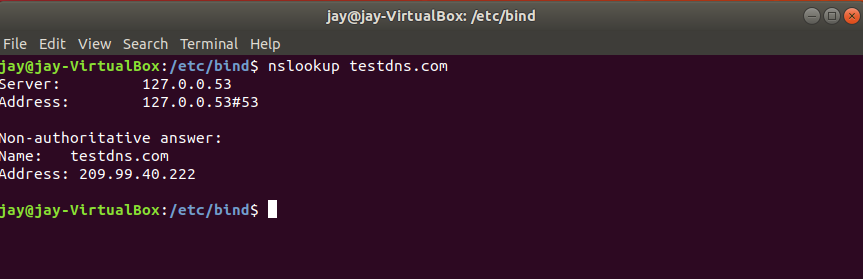 jay@jay-VirtualBox: /etc/bind
File Edit View Search Terminal Help
jay@jay-VirtualBox:/etc/bind$ nslookup testdns.com
Server:         127.0.0.53
Address:        127.0.0.53#53

Non-authoritative answer:
Name:   testdns.com
Address: 209.99.40.222

jay@jay-VirtualBox:/etc/bind$